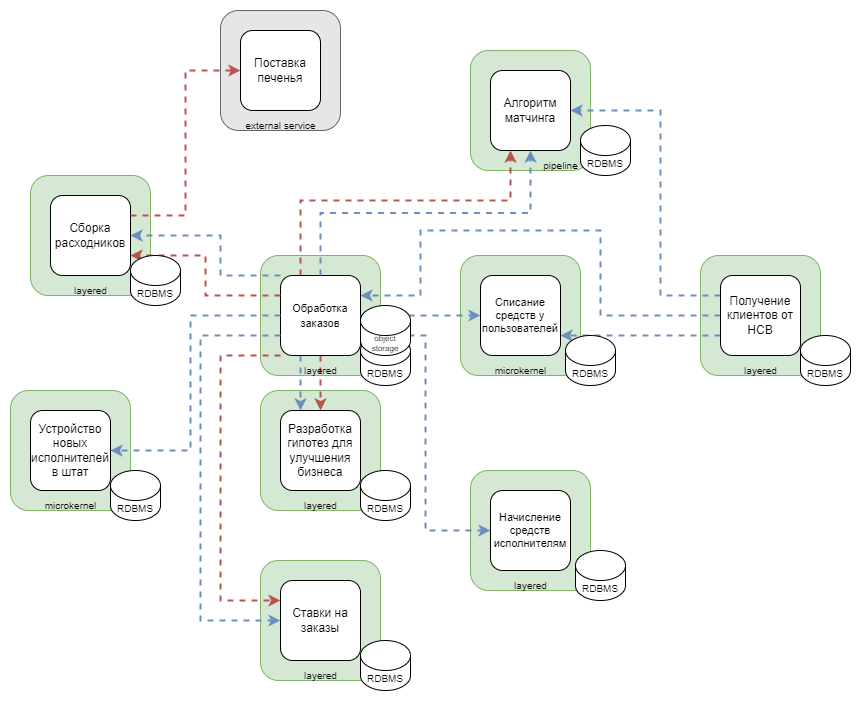 Поставка
печенья
external service
Алгоритм
матчинга
pipeline
RDBMS
Сборка
расходников
layered
RDBMS
Обработка
заказов
object
storage
layered
RDBMS
Списание
средств у
пользователей
microkernel
RDBMS
Получение
клиентов от
НСВ
layered
RDBMS
Устройство
новых
исполнителей
в штат
microkernel
RDBMS
Разработка
гипотез для
улучшения
бизнеса
layered
RDBMS
Начисление
средств
исполнителям
layered
RDBMS
Ставки на
заказы
layered
RDBMS